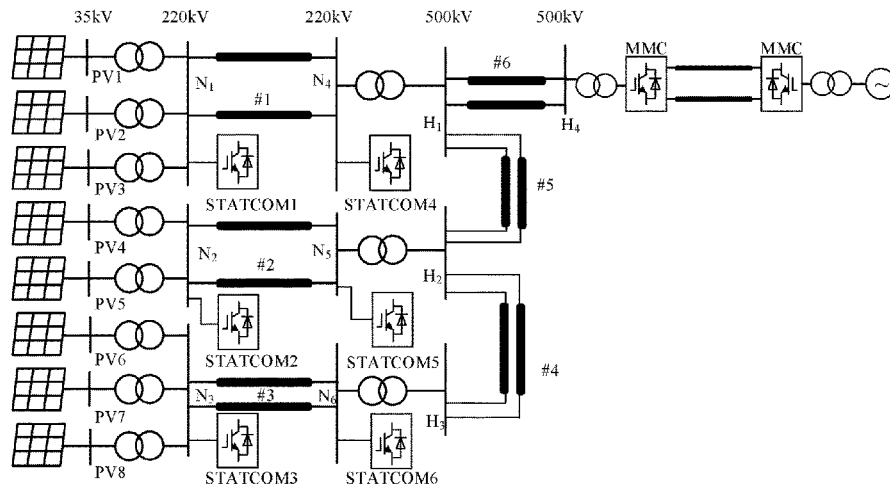 35kV 220kV 220kV 500kV 500kV
MMC MMC
PV1 N1 N4 #6
#1
PV2 H1 H4
PV3
STATCOM1 STATCOM4 #5
PV4
N2 N5
#2 H2
PV5
STATCOM2 STATCOM5
PV6
#4
N3 #3 N6
PV7 H3
PV8 STATCOM3 STATCOM6